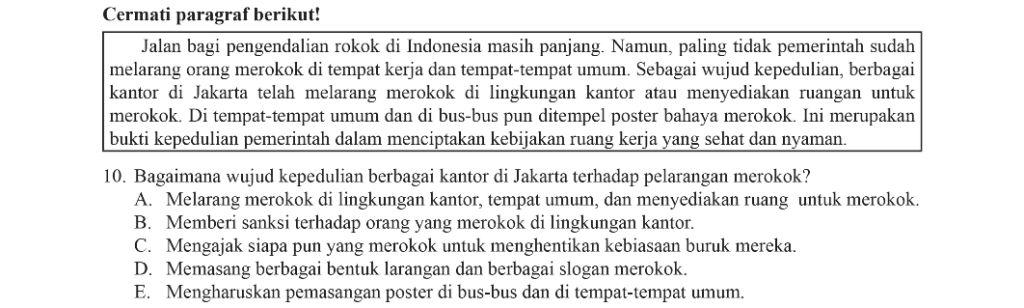 Cermati paragraf berikut!
Jalan bagi pengendalian rokok di Indonesia masih panjang. Namun, paling tidak pemerintah sudah
melarang orang merokok di tempat kerja dan tempat-tempat umum. Sebagai wujud kepedulian, berbagai
kantor di Jakarta telah melarang merokok di lingkungan kantor atau menyediakan ruangan untuk
merokok. Di tempat-tempat umum dan di bus-bus pun ditempel poster bahaya merokok. Ini merupakan
bukti kepedulian pemerintah dalam menciptakan kebijakan ruang kerja yang sehat dan nyaman.
10. Bagaimana wujud kepedulian berbagai kantor di Jakarta terhadap pelarangan merokok?
A. Melarang merokok di lingkungan kantor, tempat umum, dan menyediakan ruang untuk merokok.
B. Memberi sanksi terhadap orang yang merokok di lingkungan kantor.
C. Mengajak siapa pun yang merokok untuk menghentikan kebiasaan buruk mereka.
D. Memasang berbagai bentuk larangan dan berbagai slogan merokok.
E. Mengharuskan pemasangan poster di bus-bus dan di tempat-tempat umum.